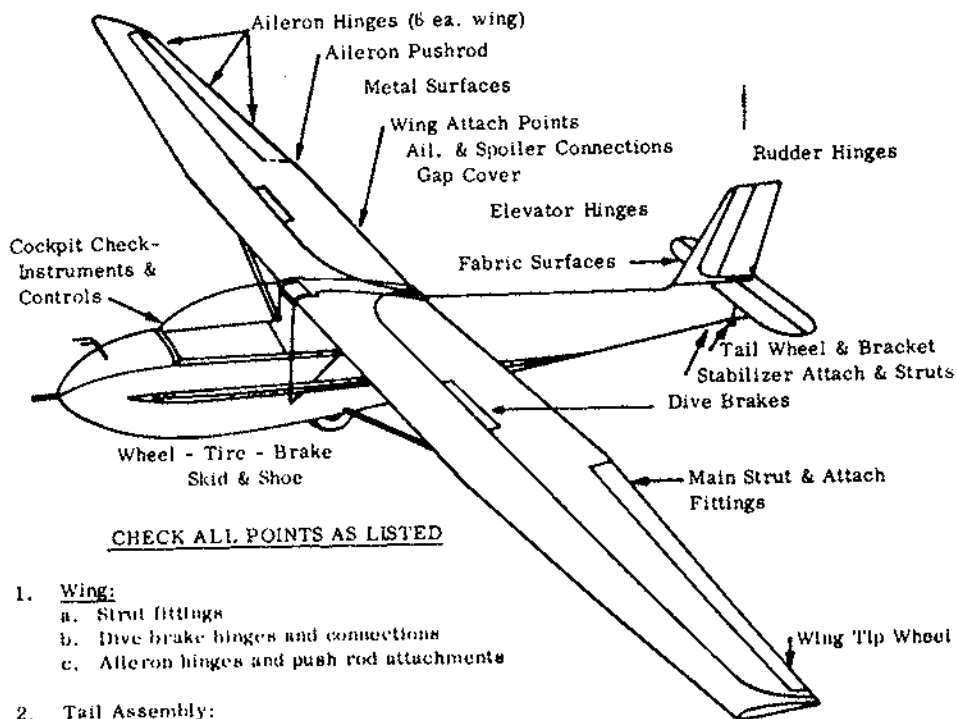 Aileron Hinges (6 ea. wing)
Aileron Pushrod
Metal Surfaces
Wing Attach Points
Ail. & Spoiler Connections
Gap Cover
Rudder Hinges
Elevator Hinges
Cockpit Check-
Instruments &
Controls
Fabric Surfaces
Tail Wheel & Bracket
Stabilizer Attach & Struts
Dive Brakes
Wheel - Tire - Brake
Skid & Shoe
Main Strut & Attach
Fittings
CHECK ALL POINTS AS LISTED
1. Wing:
a. Strut fittings
b. Dive brake hinges and connections
c. Aileron hinges and push rod attachments
Wing Tip Wheel
2. Tail Assembly: